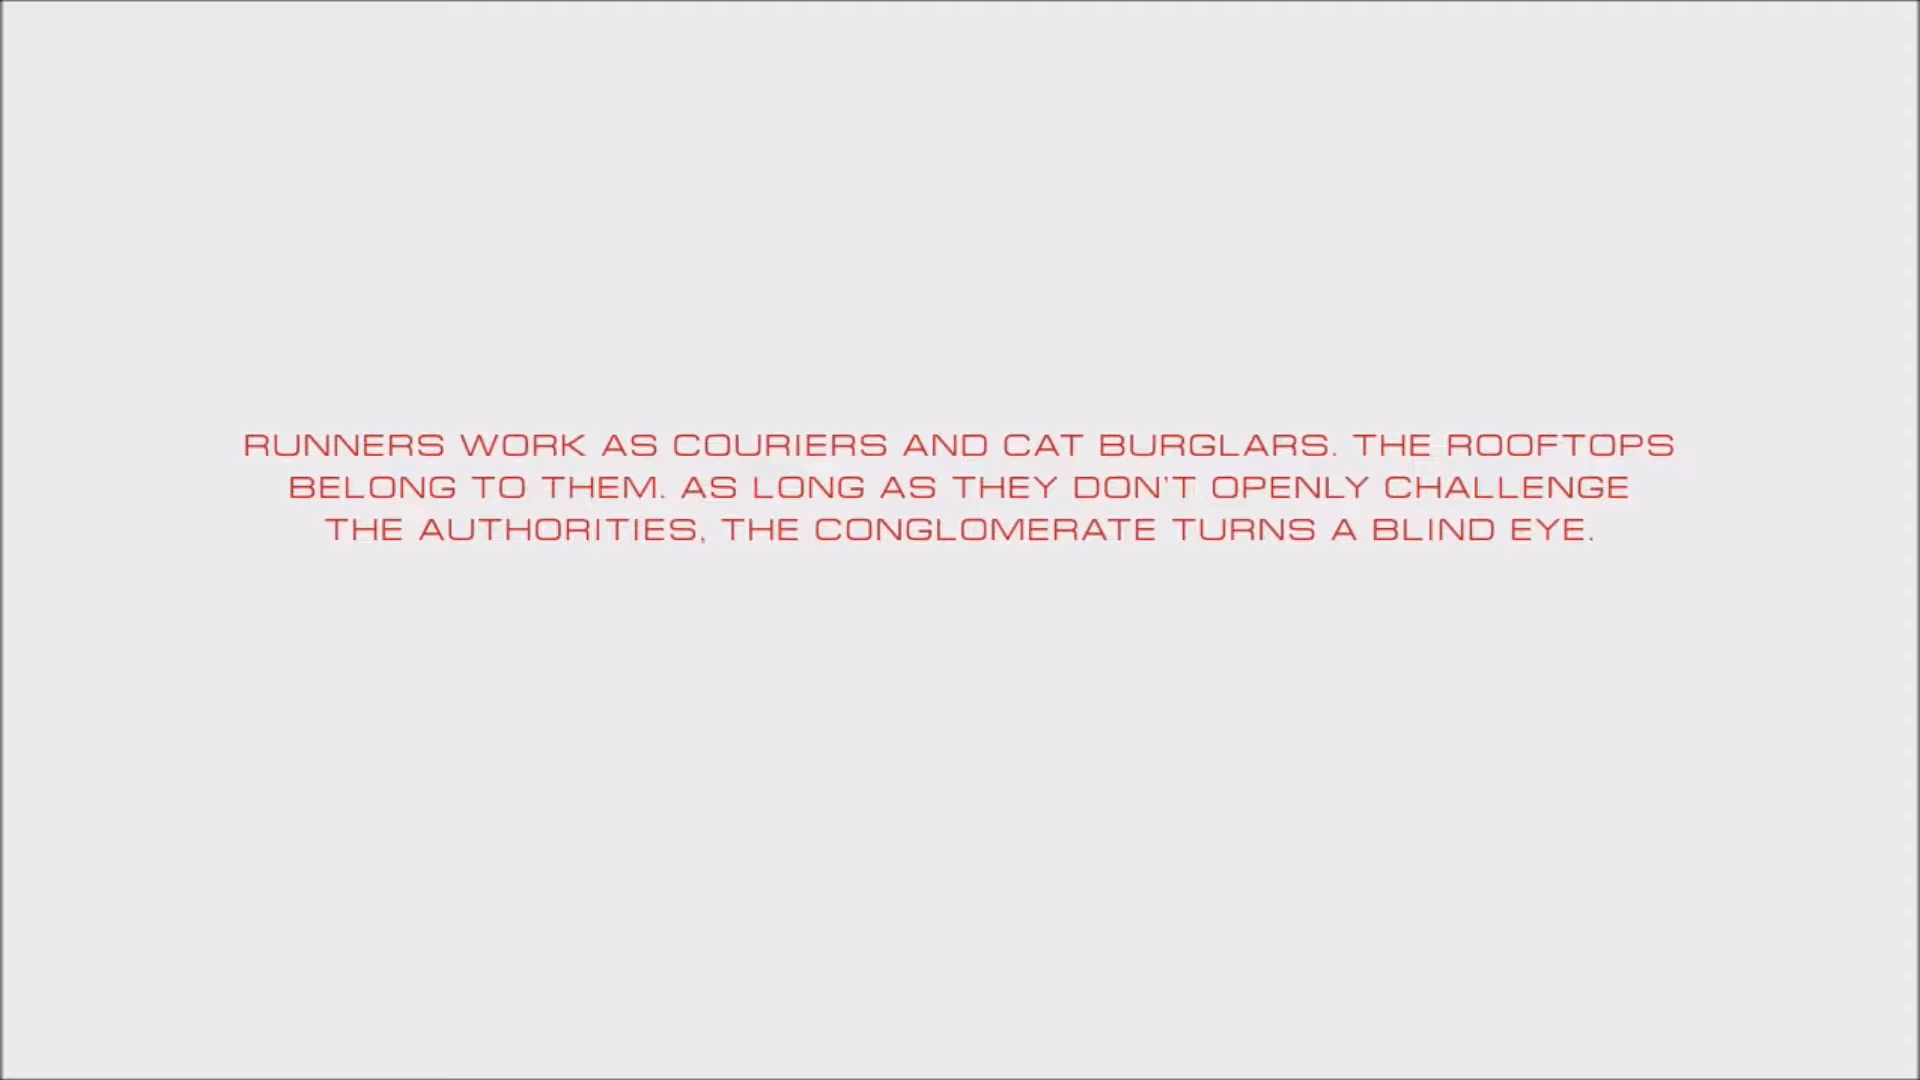 RUNNERS WORK AS COURIERS AND CAT BURGLARS. THE ROOFTOPS
BELONG TO THEM. AS LONG AS THEY DON'T OPENLY CHALLENGE
THE AUTHORITIES, THE CONGLOMERATE TURNS A BLIND EYE.